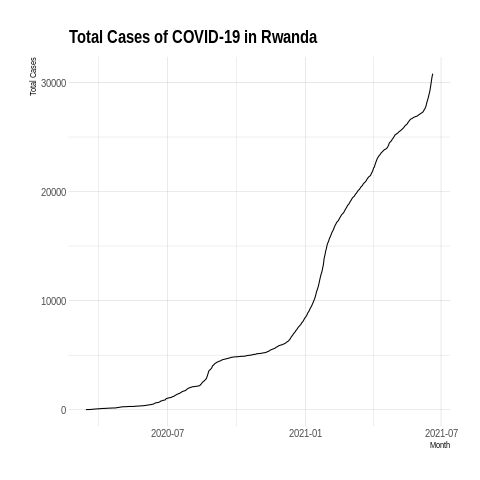 Total Cases of COVID-19 in Rwanda
Total Cases
30000
20000
10000
0
2020-07
2021-01
2021-07
Month